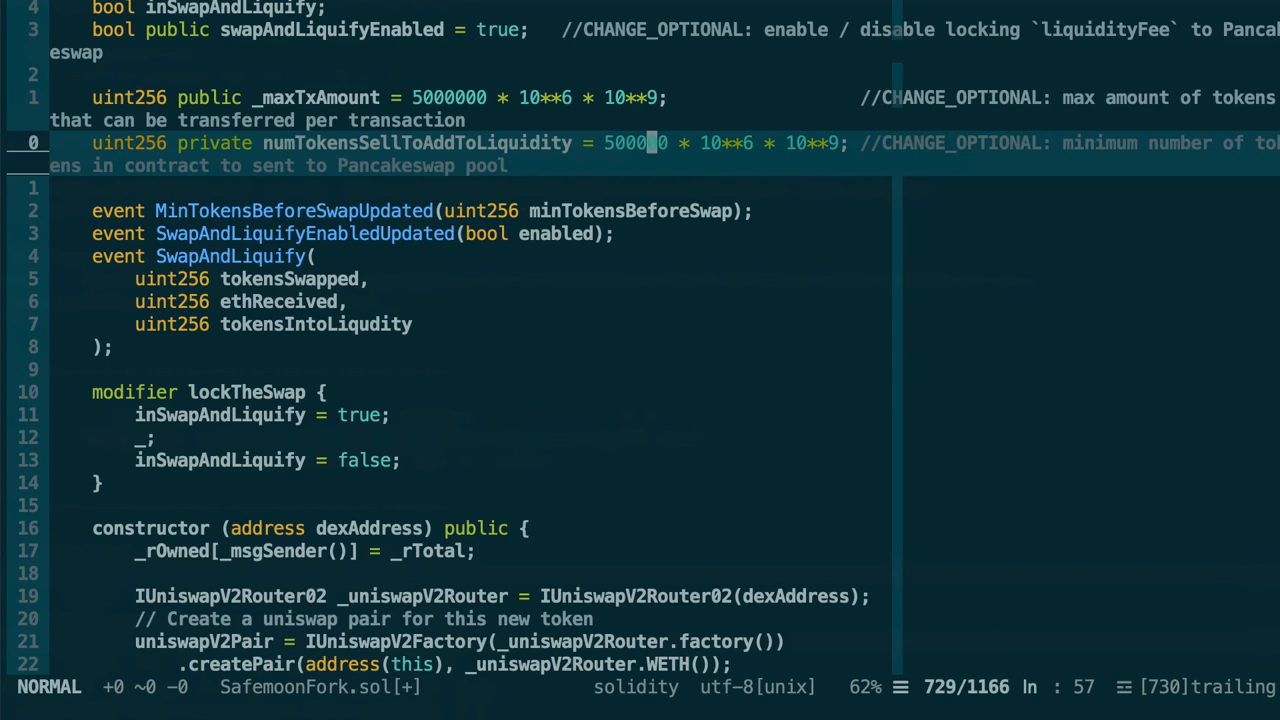 4    bool inSwapAndLiquify;
3    bool public swapAndLiquifyEnabled = true;   //CHANGE_OPTIONAL: enable / disable locking `liquidityFee` to Pancak
eswap
2
1    uint256 public _maxTxAmount = 5000000 * 10**6 * 10**9;                  //CHANGE_OPTIONAL: max amount of tokens
that can be transferred per transaction
0    uint256 private numTokensSellToAddToLiquidity = 500000 * 10**6 * 10**9; //CHANGE_OPTIONAL: minimum number of tok
ens in contract to sent to Pancakeswap pool
1
2    event MinTokensBeforeSwapUpdated(uint256 minTokensBeforeSwap);
3    event SwapAndLiquifyEnabledUpdated(bool enabled);
4    event SwapAndLiquify(
5        uint256 tokensSwapped,
6        uint256 ethReceived,
7        uint256 tokensIntoLiqudity
8    );
9
10    modifier lockTheSwap {
11        inSwapAndLiquify = true;
12        _;
13        inSwapAndLiquify = false;
14    }
15
16    constructor (address dexAddress) public {
17        _rOwned[_msgSender()] = _rTotal;
18
19        IUniswapV2Router02 _uniswapV2Router = IUniswapV2Router02(dexAddress);
20        // Create a uniswap pair for this new token
21        uniswapV2Pair = IUniswapV2Factory(_uniswapV2Router.factory())
22            .createPair(address(this), _uniswapV2Router.WETH());
NORMAL  +0 ~0 -0   SafemoonFork.sol[+]   solidity  utf-8[unix]   62% ☰ 729/1166 ln : 57  ☲ [730]trailing